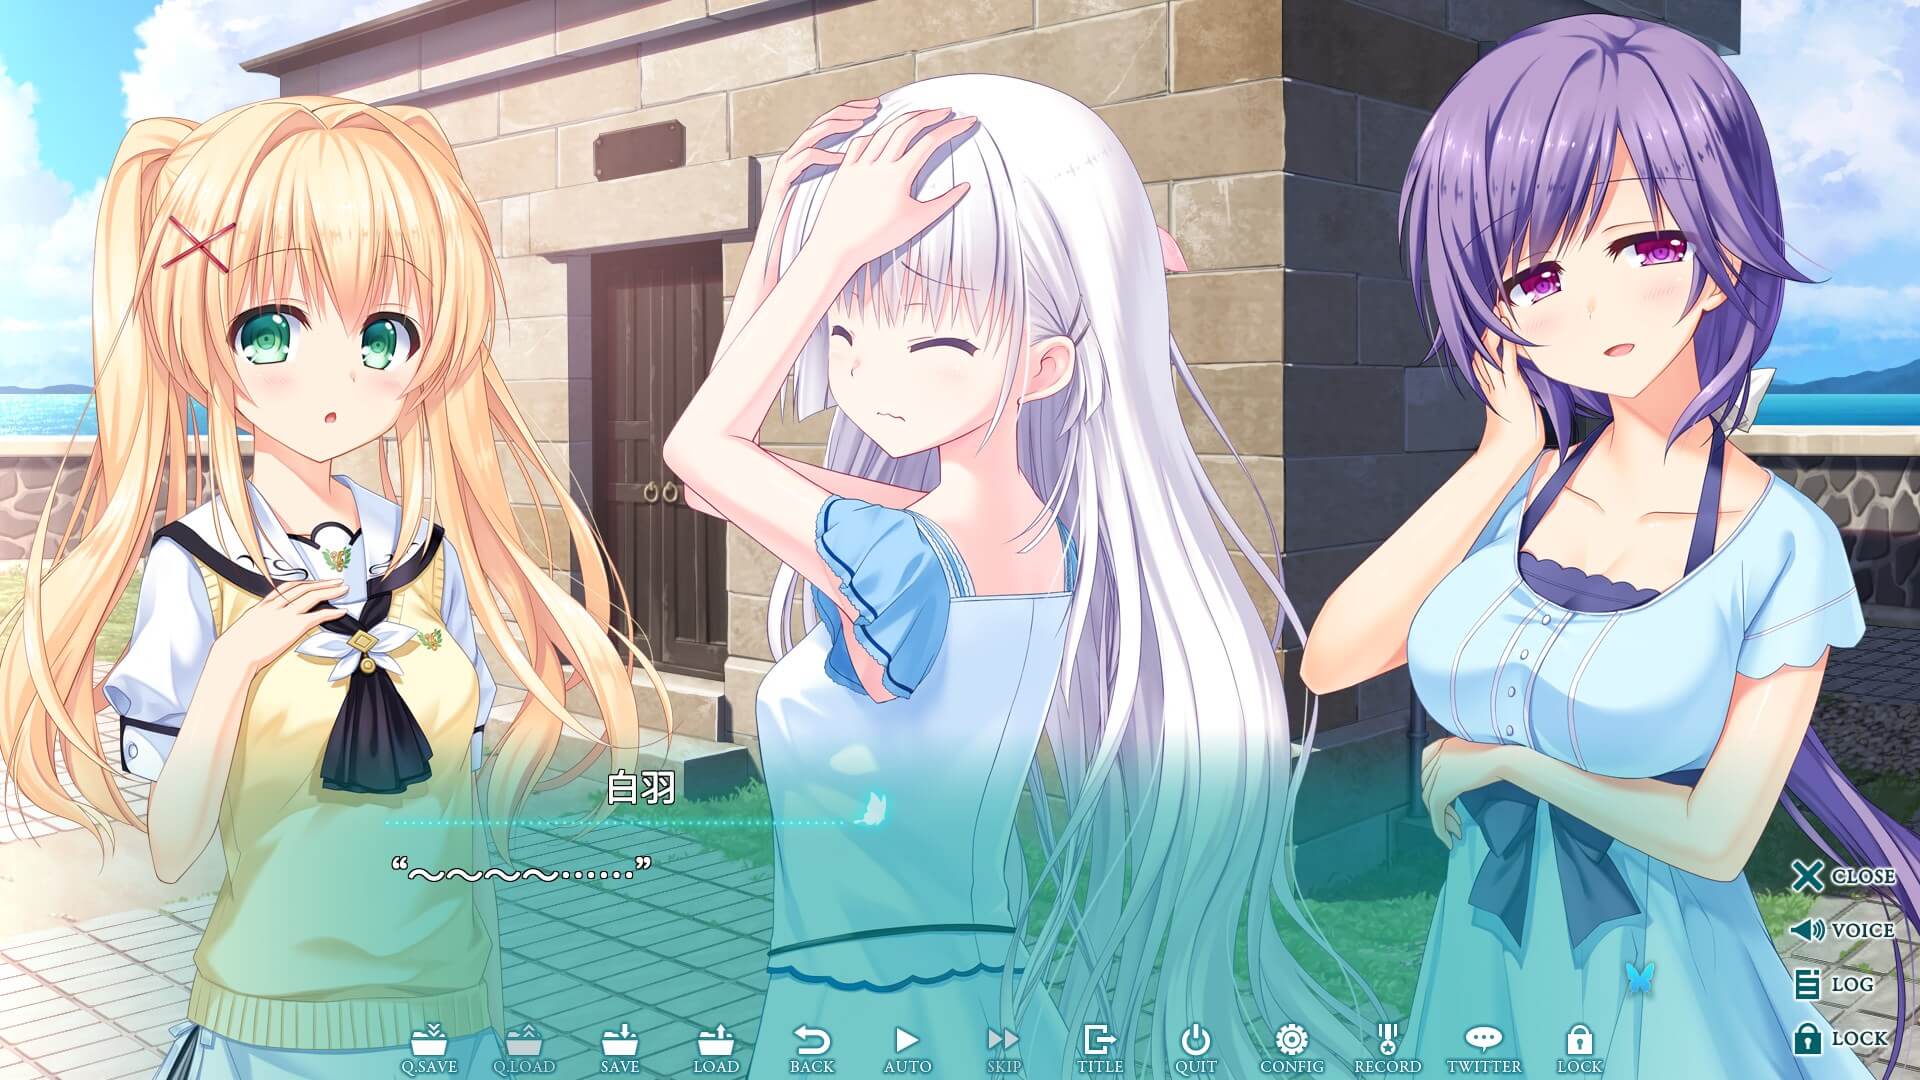 白羽
“～～～～……”
CLOSE
VOICE
LOG
LOCK
Q.SAVE Q.LOAD SAVE LOAD BACK AUTO SKIP TITLE QUIT CONFIG RECORD TWITTER LOCK